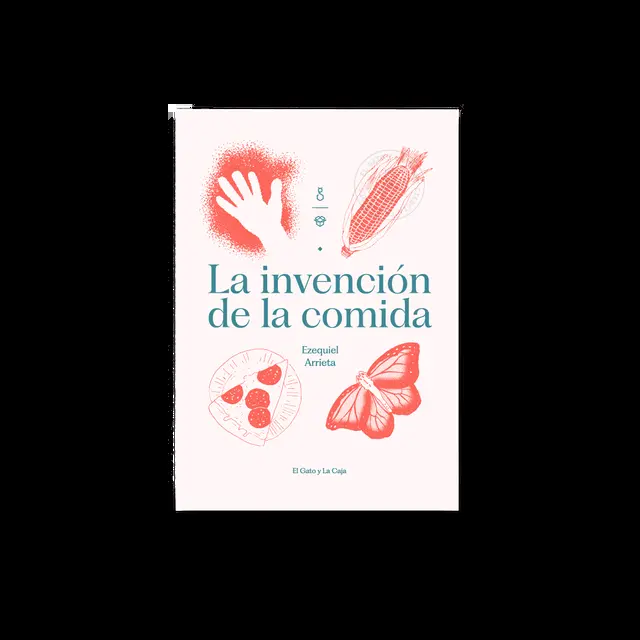 La invención
de la comida
Ezequiel
Arrieta
El Gato y La Caja